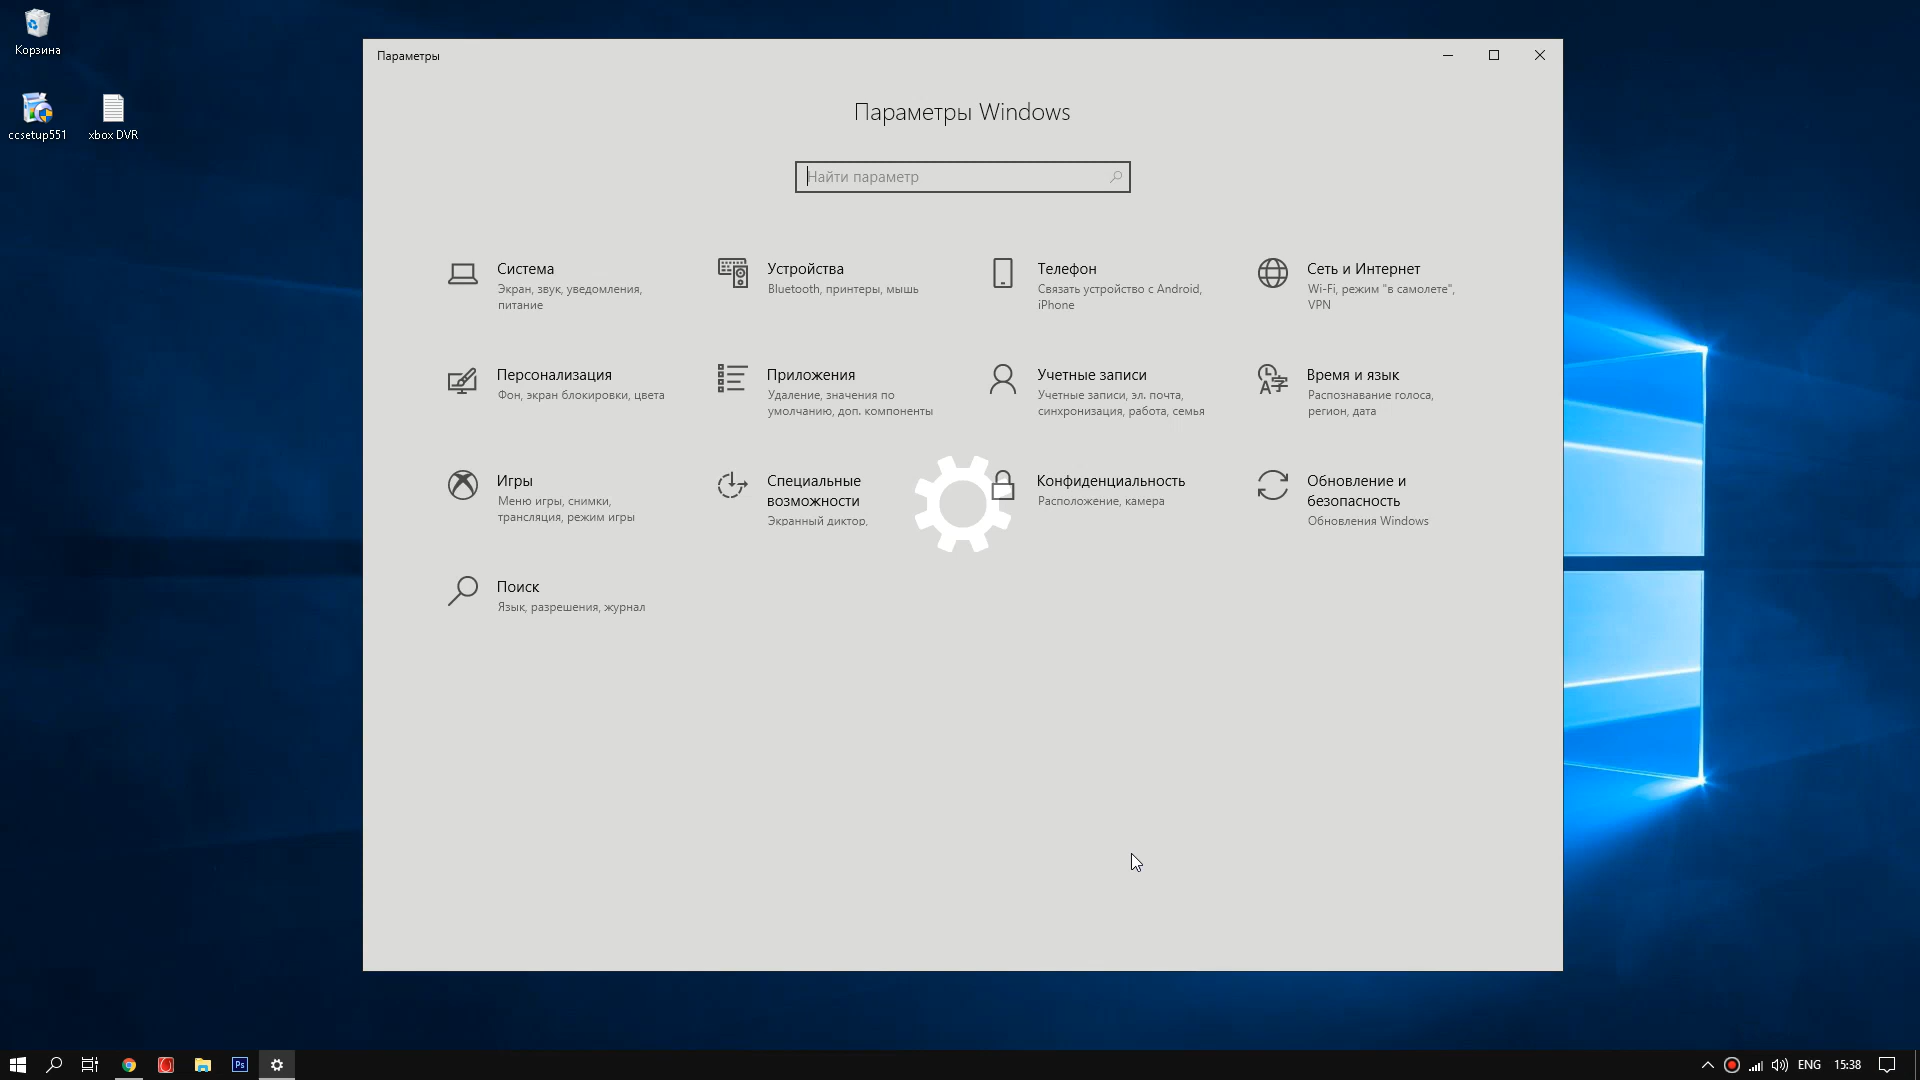 Корзина
ccsetup551
xbox DVR
Параметры
Параметры Windows
Найти параметр
Система
Экран, звук, уведомления,
питание
Устройства
Bluetooth, принтеры, мышь
Телефон
Связать устройство с Android,
iPhone
Сеть и Интернет
Wi-Fi, режим "в самолете",
VPN
Персонализация
Фон, экран блокировки, цвета
Приложения
Удаление, значения по
умолчанию, доп. компоненты
Учетные записи
Учетные записи, эл. почта,
синхронизация, работа, семья
Время и язык
Распознавание голоса,
регион, дата
Игры
Меню игры, снимки,
трансляция, режим игры
Специальные
возможности
Экранный диктор,
Конфиденциальность
Расположение, камера
Обновление и
безопасность
Обновления Windows
Поиск
Язык, разрешения, журнал
Ps
ENG
15:38